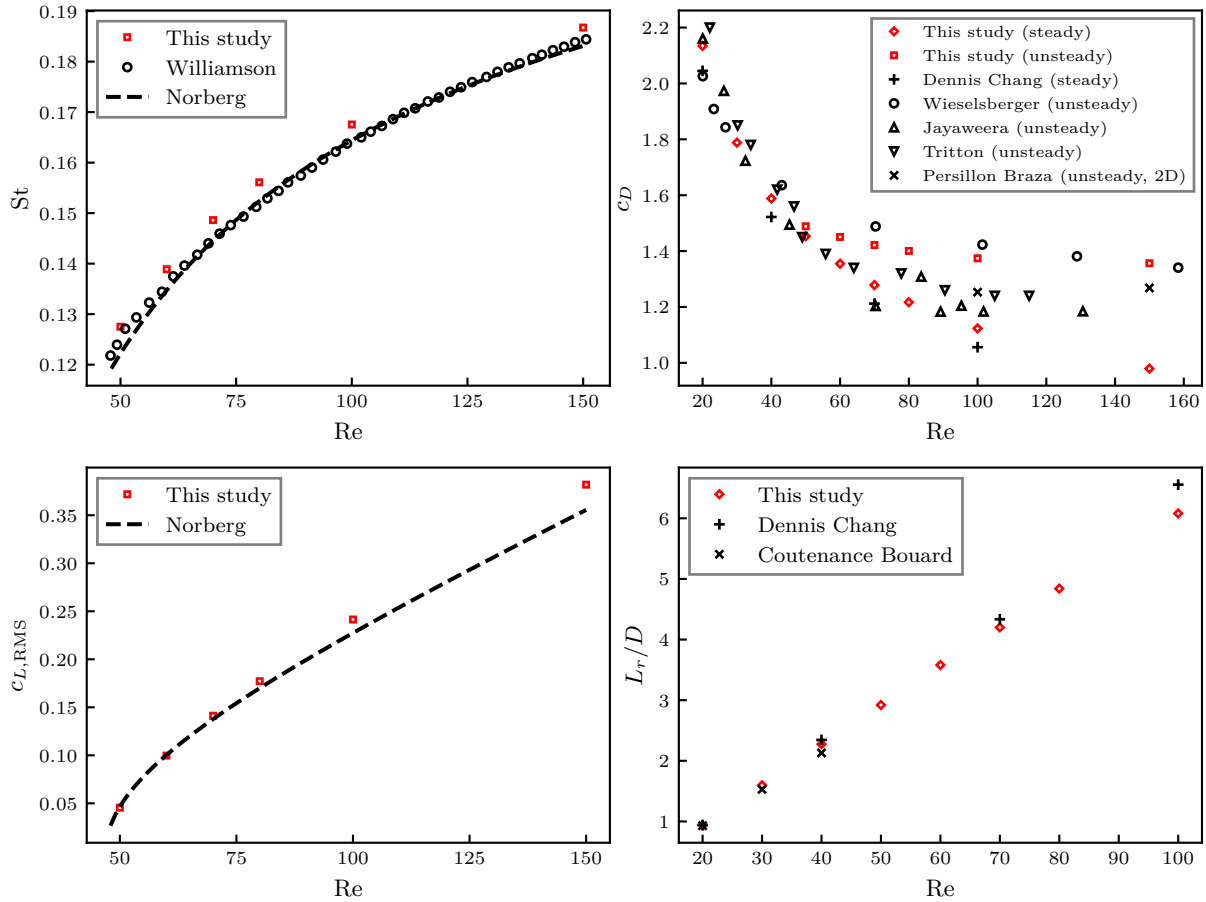 0.19
0.18
0.17
0.16
0.15
0.14
0.13
0.12
St
This study
Williamson
Norberg
50
75
100
125
150
Re
2.2
2.0
1.8
1.6
1.4
1.2
1.0
c_D
This study (steady)
This study (unsteady)
Dennis Chang (steady)
Wieselsberger (unsteady)
Jayaweera (unsteady)
Tritton (unsteady)
Persillon Braza (unsteady, 2D)
20
40
60
80
100
120
140
160
Re
0.35
0.30
0.25
0.20
0.15
0.10
0.05
c_{L,RMS}
This study
Norberg
50
75
100
125
150
Re
6
5
4
3
2
1
L_r/D
This study
Dennis Chang
Coutenance Bouard
20
30
40
50
60
70
80
90
100
Re